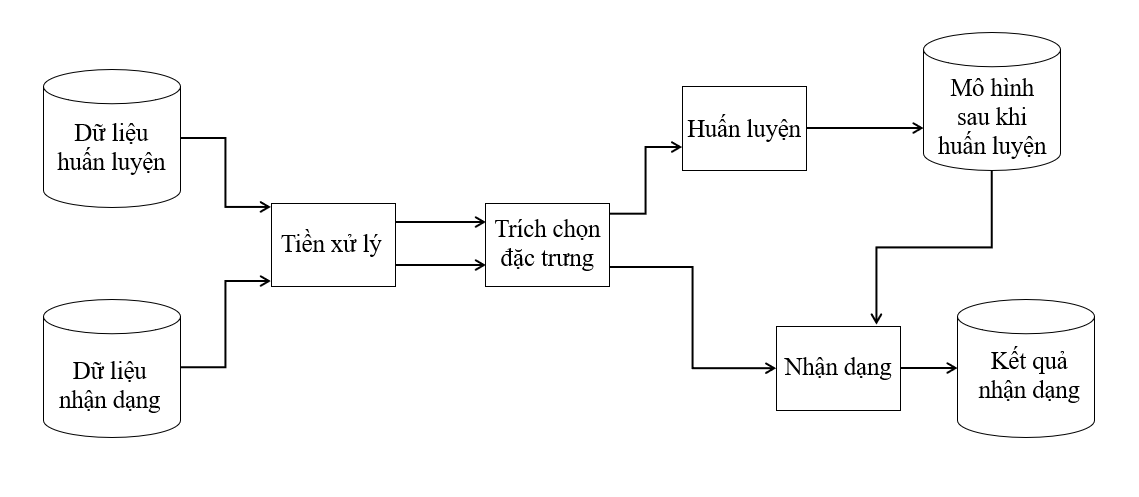 Dữ liệu
huấn luyện
Tiền xử lý
Trích chọn
đặc trưng
Huấn luyện
Mô hình
sau khi
huấn luyện
Dữ liệu
nhận dạng
Nhận dạng
Kết quả
nhận dạng